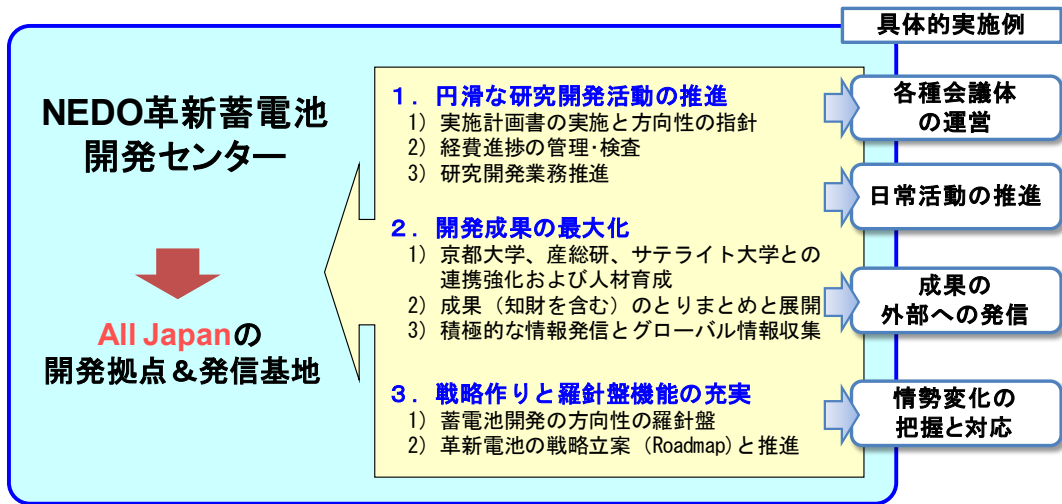 具体的実施例
NEDO革新蓄電池
開発センター
All Japanの
開発拠点＆発信基地
１．円滑な研究開発活動の推進
1) 実施計画書の実施と方向性の指針
2) 経費進捗の管理・検査
3) 研究開発業務推進
２．開発成果の最大化
1) 京都大学、産総研、サテライト大学との
連携強化および人材育成
2) 成果（知財を含む）のとりまとめと展開
3) 積極的な情報発信とグローバル情報収集
３．戦略作りと羅針盤機能の充実
1) 蓄電池開発の方向性の羅針盤
2) 革新電池の戦略立案 (Roadmap)と推進
各種会議体
の運営
日常活動の推進
成果の
外部への発信
情勢変化の
把握と対応